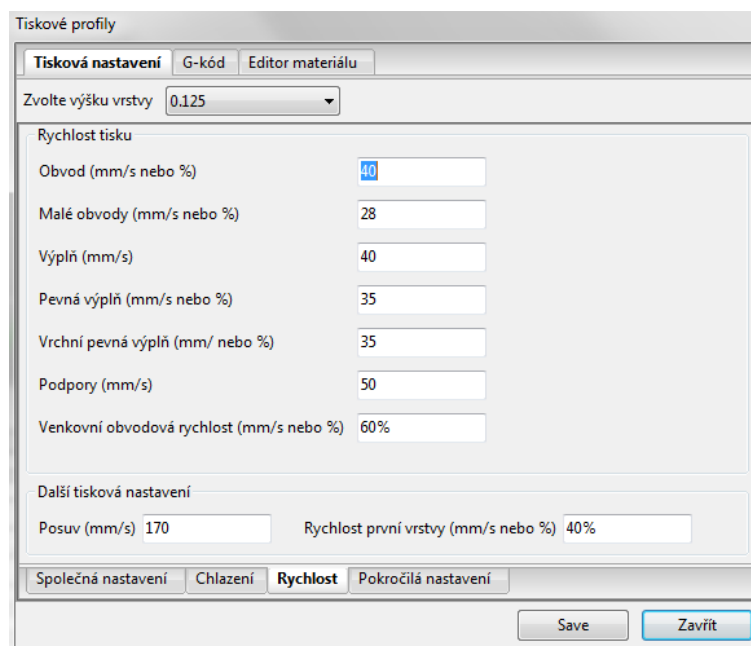 Tiskové profily
Tisková nastavení G-kód Editor materiálu
Zvolte výšku vrstvy 0.125
Rychlost tisku
Obvod (mm/s nebo %) 40
Malé obvody (mm/s nebo %) 28
Výplň (mm/s) 40
Pevná výplň (mm/s nebo %) 35
Vrchní pevná výplň (mm/ nebo %) 35
Podpory (mm/s) 50
Venkovní obvodová rychlost (mm/s nebo %) 60%
Další tisková nastavení
Posuv (mm/s) 170 Rychlost první vrstvy (mm/s nebo %) 40%
Společná nastavení Chlazení Rychlost Pokročilá nastavení
Save Zavřít